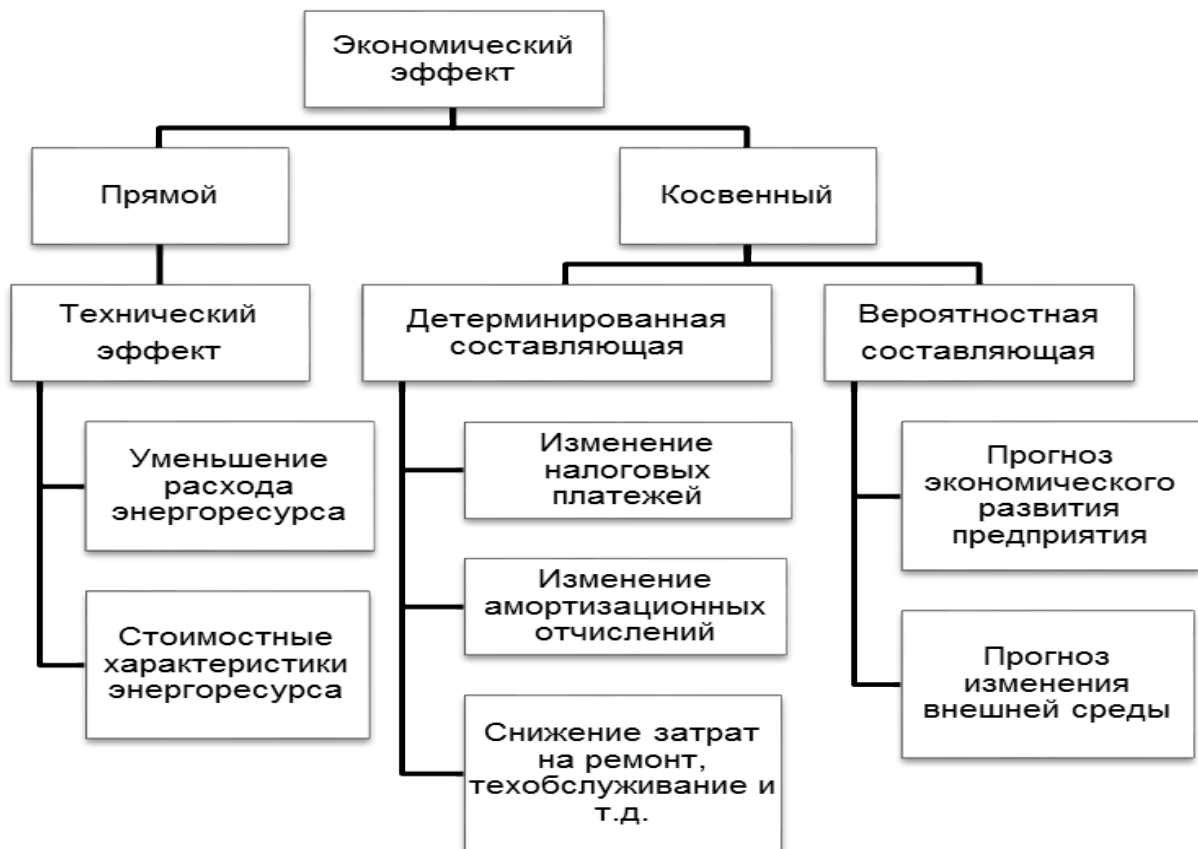 Экономический
эффект
Прямой
Косвенный
Технический
эффект
Детерминированная
составляющая
Вероятностная
составляющая
Уменьшение
расхода
энергоресурса
Стоимостные
характеристики
энергоресурса
Изменение
налоговых
платежей
Изменение
амортизационных
отчислений
Снижение затрат
на ремонт,
техобслуживание и
т.д.
Прогноз
экономического
развития
предприятия
Прогноз
изменения
внешней среды